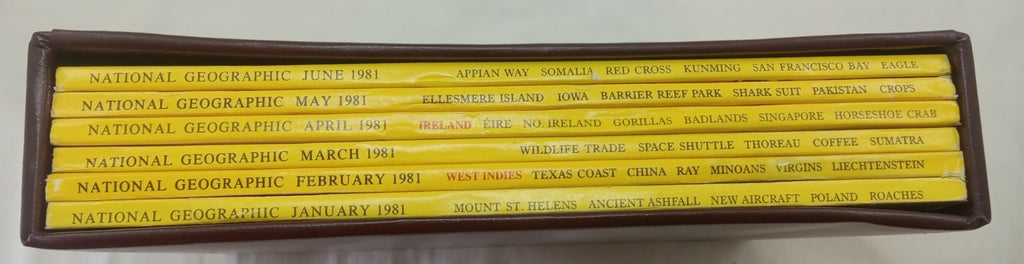 NATIONAL GEOGRAPHIC JUNE 1981 APPIAN WAY SOMALIA RED CROSS KUNMING SAN FRANCISCO BAY EAGLE
NATIONAL GEOGRAPHIC MAY 1981 ELLESMERE ISLAND IOWA BARRIER REEF PARK SHARK SUIT PAKISTAN CROPS
NATIONAL GEOGRAPHIC APRIL 1981 IRELAND ÉIRE NO. IRELAND GORILLAS BADLANDS SINGAPORE HORSESHOE CRAB
NATIONAL GEOGRAPHIC MARCH 1981 WILDLIFE TRADE SPACE SHUTTLE THOREAU COFFEE SUMATRA
NATIONAL GEOGRAPHIC FEBRUARY 1981 WEST INDIES TEXAS COAST CHINA RAY MINOANS VIRGINS LIECHTENSTEIN
NATIONAL GEOGRAPHIC JANUARY 1981 MOUNT ST. HELENS ANCIENT ASHFALL NEW AIRCRAFT POLAND ROACHES